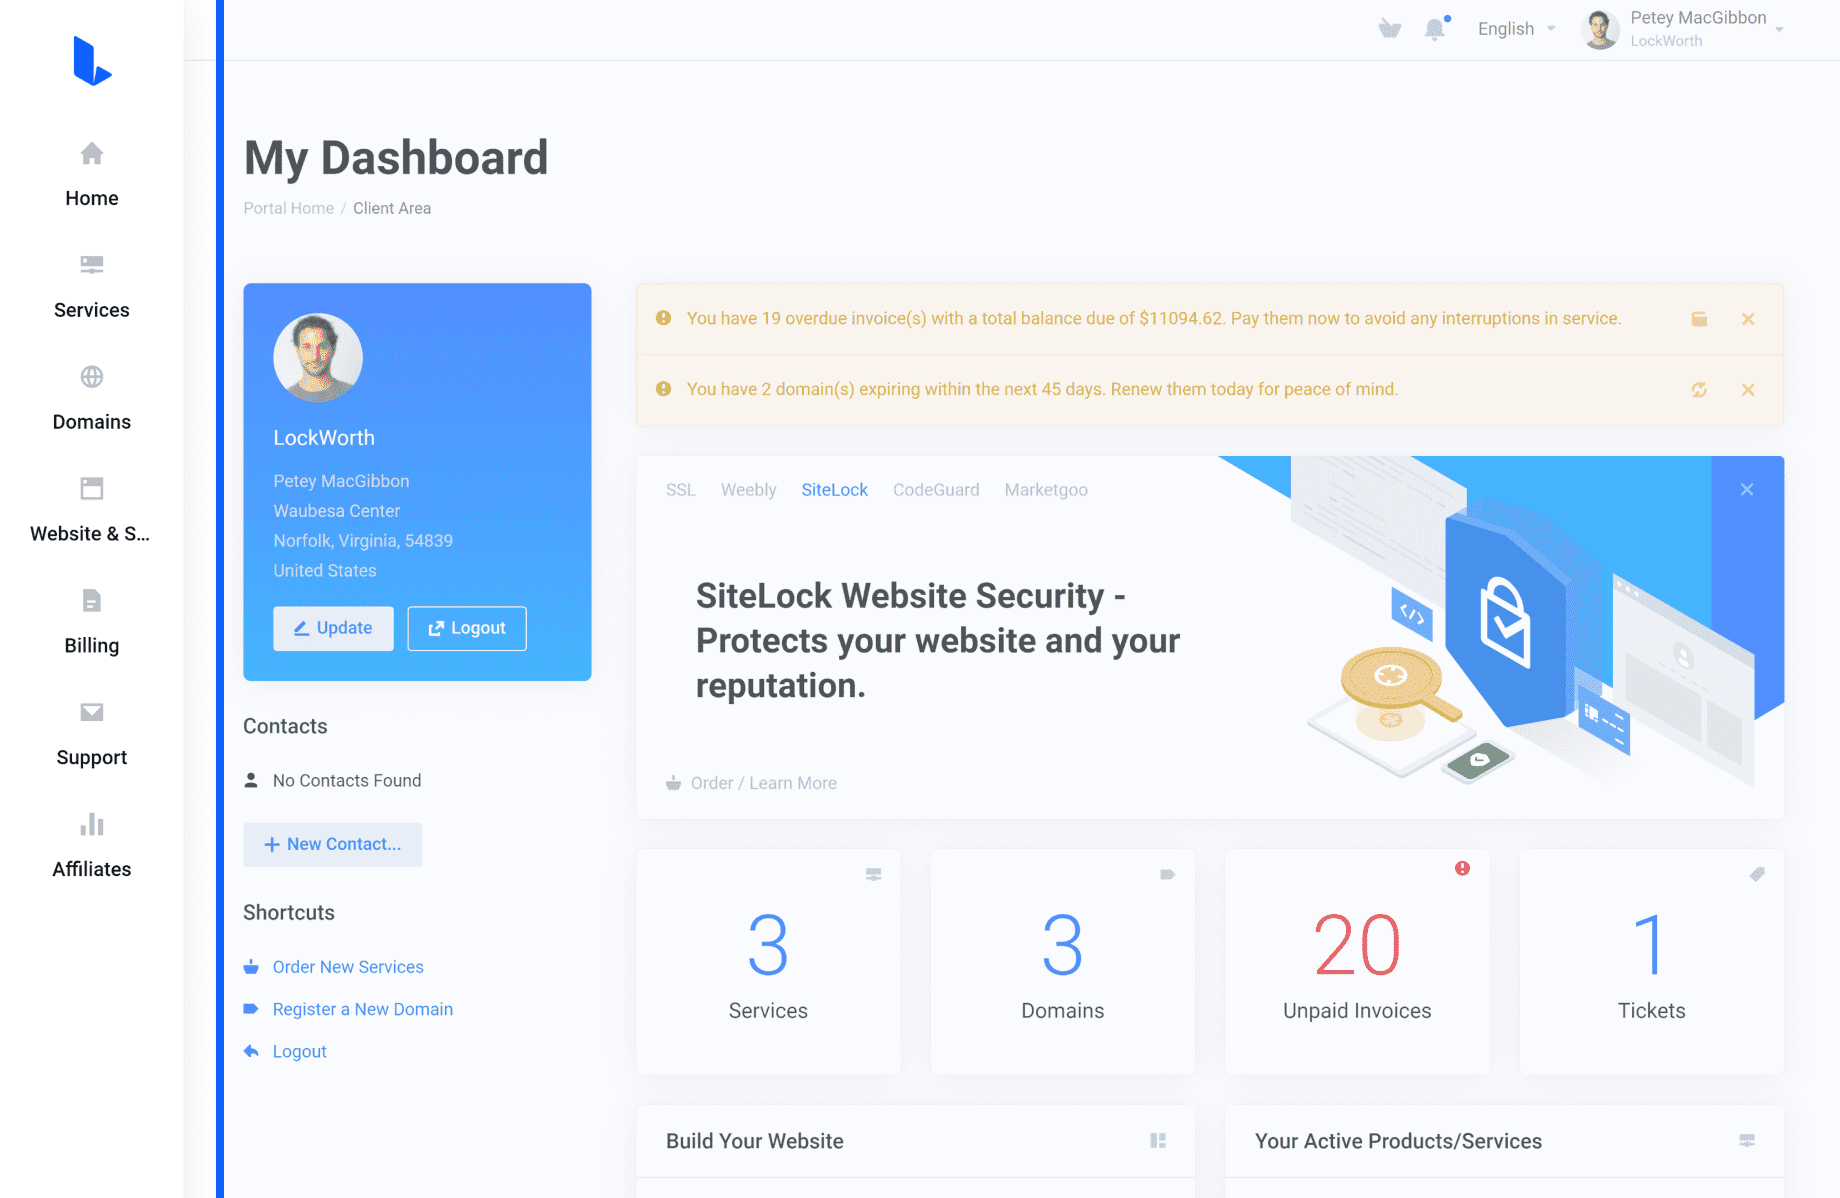 English
Petey MacGibbon
LockWorth
Home
Services
Domains
Website & S...
Billing
Support
Affiliates
My Dashboard
Portal Home / Client Area
LockWorth
Petey MacGibbon
Waubesa Center
Norfolk, Virginia, 54839
United States
Update
Logout
Contacts
No Contacts Found
New Contact...
Shortcuts
Order New Services
Register a New Domain
Logout
You have 19 overdue invoice(s) with a total balance due of $11094.62. Pay them now to avoid any interruptions in service.
You have 2 domain(s) expiring within the next 45 days. Renew them today for peace of mind.
SSL Weebly SiteLock CodeGuard Marketgoo
SiteLock Website Security -
Protects your website and your
reputation.
Order / Learn More
3
Services
3
Domains
20
Unpaid Invoices
1
Tickets
Build Your Website
Your Active Products/Services